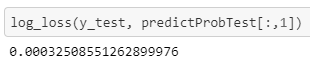 log_loss(y_test, predictProbTest[:,1])
0.00032508551262899976